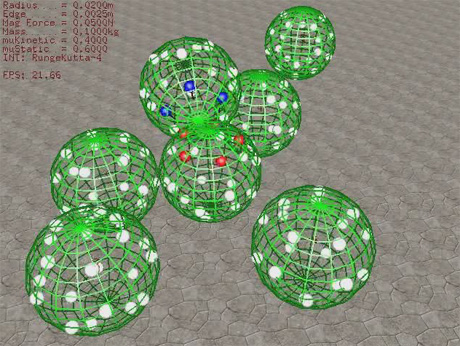 Radius = 0.0200m
Edge = 0.0025m
Mag Force = 0.0500N
Mass = 0.1000kg
muKinetic = 0.4000
muStatic = 0.6000
INT: RungeKutta-4
FPS: 21.66